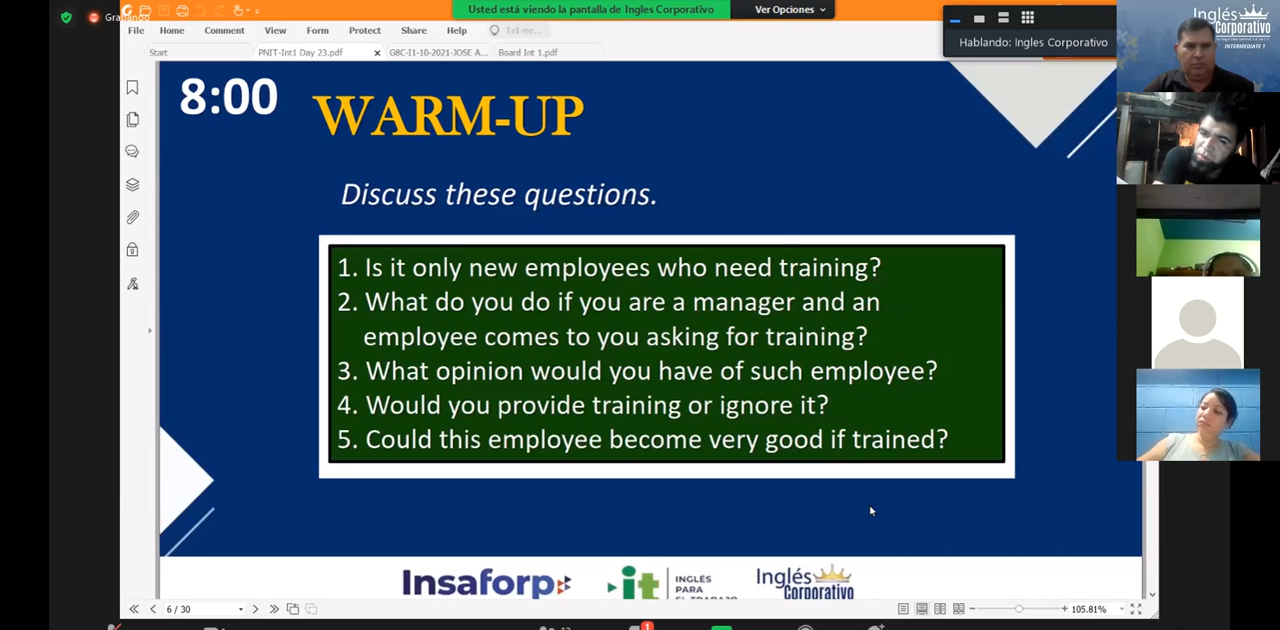 Usted está viendo la pantalla de Ingles Corporativo
Ver Opciones
File
Home
Comment
View
Form
Protect
Share
Help
Tell me...
Hablando: Ingles Corporativo
Inglés
Corporativo
INTERMEDIATE 1
Start
PNIT-Int1 Day 23.pdf
GBC-I1-10-2021-JOSE A...
Board Int 1.pdf
8:00
WARM-UP
Discuss these questions.
1. Is it only new employees who need training?
2. What do you do if you are a manager and an
employee comes to you asking for training?
3. What opinion would you have of such employee?
4. Would you provide training or ignore it?
5. Could this employee become very good if trained?
Insaforp
it
INGLÉS
PARA
EL TRABAJO
Inglés
Corporativo
6 / 30
105.81%
1